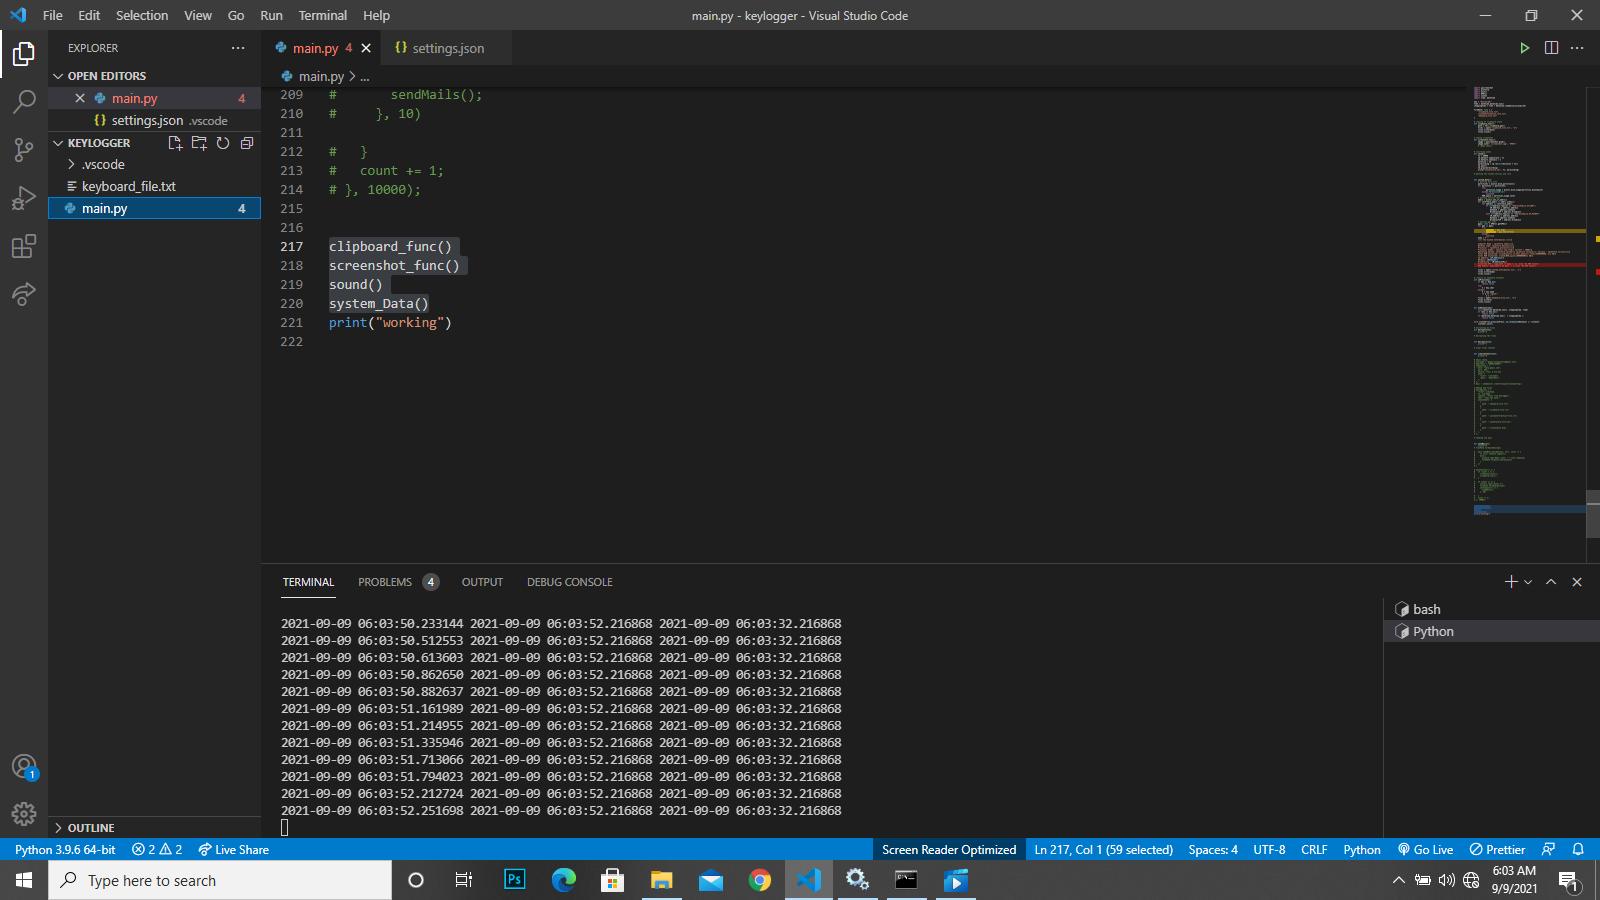 File Edit Selection View Go Run Terminal Help
main.py - keylogger - Visual Studio Code
EXPLORER
OPEN EDITORS
main.py 4
settings.json .vscode
KEYLOGGER
.vscode
keyboard_file.txt
main.py 4
OUTLINE
main.py 4
{} settings.json
main.py > ...
209 # sendMails();
210 # }, 10)
211
212 # }
213 # count += 1;
214 # }, 10000);
215
216
217 clipboard_func()
218 screenshot_func()
219 sound()
220 system_Data()
221 print("working")
222
TERMINAL PROBLEMS 4 OUTPUT DEBUG CONSOLE
2021-09-09 06:03:50.233144 2021-09-09 06:03:52.216868 2021-09-09 06:03:32.216868
2021-09-09 06:03:50.512553 2021-09-09 06:03:52.216868 2021-09-09 06:03:32.216868
2021-09-09 06:03:50.613603 2021-09-09 06:03:52.216868 2021-09-09 06:03:32.216868
2021-09-09 06:03:50.862650 2021-09-09 06:03:52.216868 2021-09-09 06:03:32.216868
2021-09-09 06:03:50.882637 2021-09-09 06:03:52.216868 2021-09-09 06:03:32.216868
2021-09-09 06:03:51.161989 2021-09-09 06:03:52.216868 2021-09-09 06:03:32.216868
2021-09-09 06:03:51.214955 2021-09-09 06:03:52.216868 2021-09-09 06:03:32.216868
2021-09-09 06:03:51.335946 2021-09-09 06:03:52.216868 2021-09-09 06:03:32.216868
2021-09-09 06:03:51.713066 2021-09-09 06:03:52.216868 2021-09-09 06:03:32.216868
2021-09-09 06:03:51.794023 2021-09-09 06:03:52.216868 2021-09-09 06:03:32.216868
2021-09-09 06:03:52.212724 2021-09-09 06:03:52.216868 2021-09-09 06:03:32.216868
2021-09-09 06:03:52.251698 2021-09-09 06:03:52.216868 2021-09-09 06:03:32.216868
bash
Python
1
Python 3.9.6 64-bit 2 2 Live Share
Screen Reader Optimized Ln 217, Col 1 (59 selected) Spaces: 4 UTF-8 CRLF Python Go Live Prettier
Type here to search
Ps
6:03 AM
9/9/2021
1